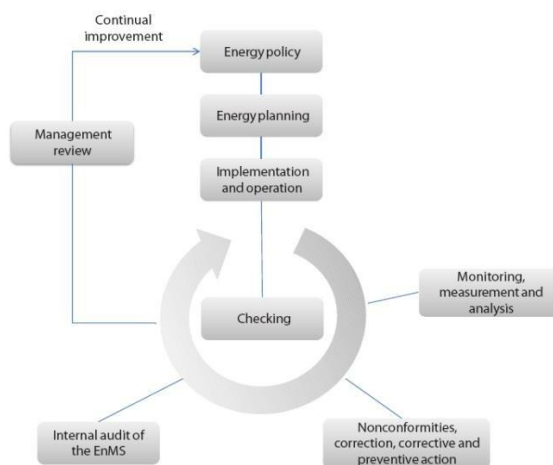 Continual
improvement
Energy policy
Energy planning
Management
review
Implementation
and operation
Monitoring,
measurement and
analysis
Checking
Internal audit of
the EnMS
Nonconformities,
correction, corrective and
preventive action